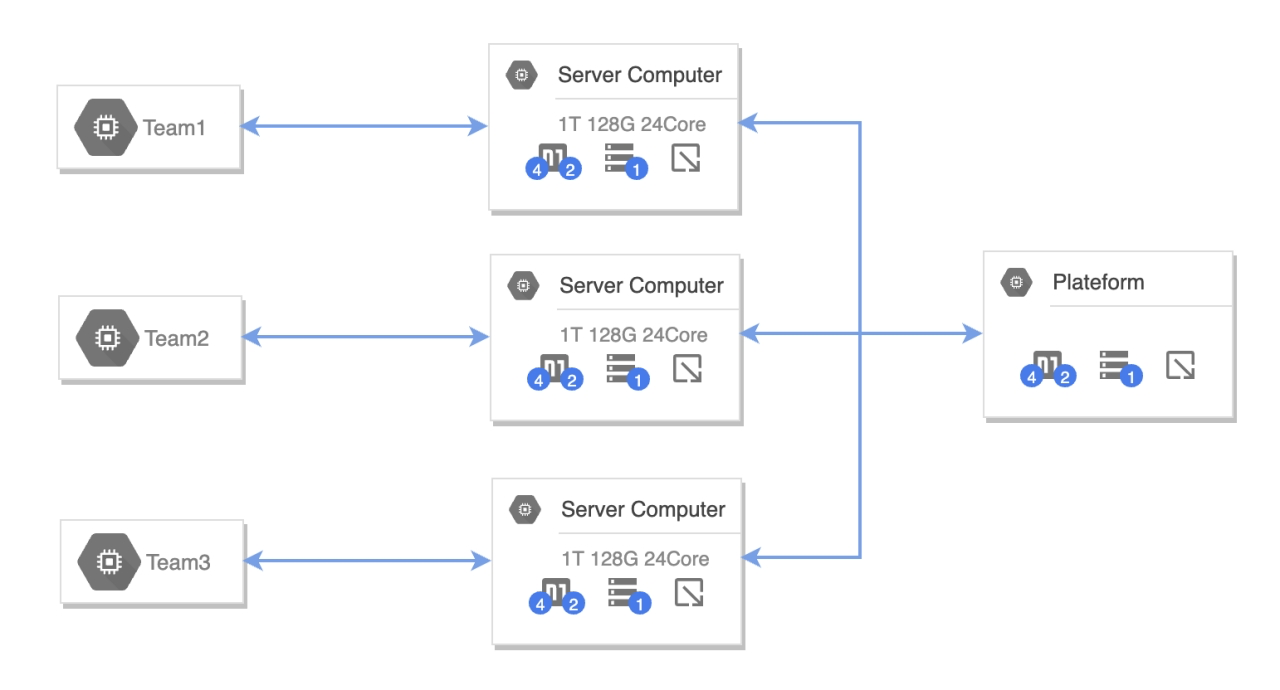 Team1
Server Computer
1T 128G 24Core
4 2 1
Team2
Server Computer
1T 128G 24Core
4 2 1
Plateform
4 2 1
Team3
Server Computer
1T 128G 24Core
4 2 1